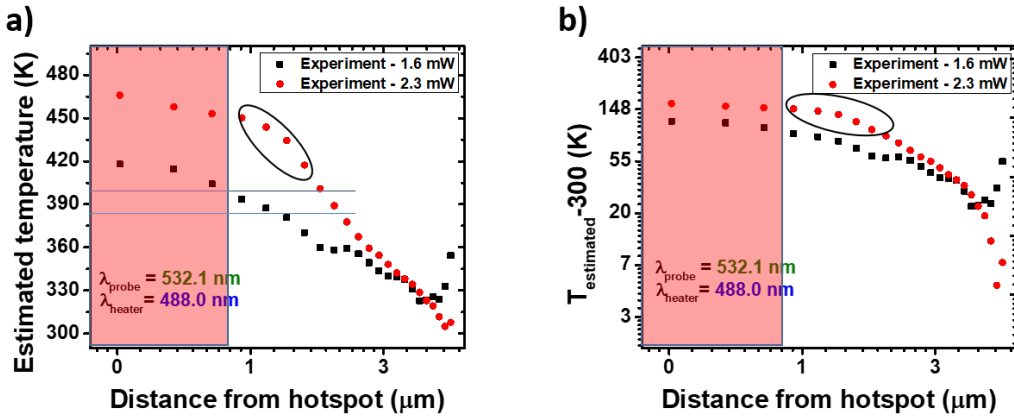 a)
Estimated temperature (K)
480
450
420
390
360
330
300
Experiment - 1.6 mW
Experiment - 2.3 mW
λprobe = 532.1 nm
λheater = 488.0 nm
0
1
3
Distance from hotspot (μm)
b)
Testimated-300 (K)
403
148
55
20
7
3
Experiment - 1.6 mW
Experiment - 2.3 mW
λprobe = 532.1 nm
λheater = 488.0 nm
0
1
3
Distance from hotspot (μm)